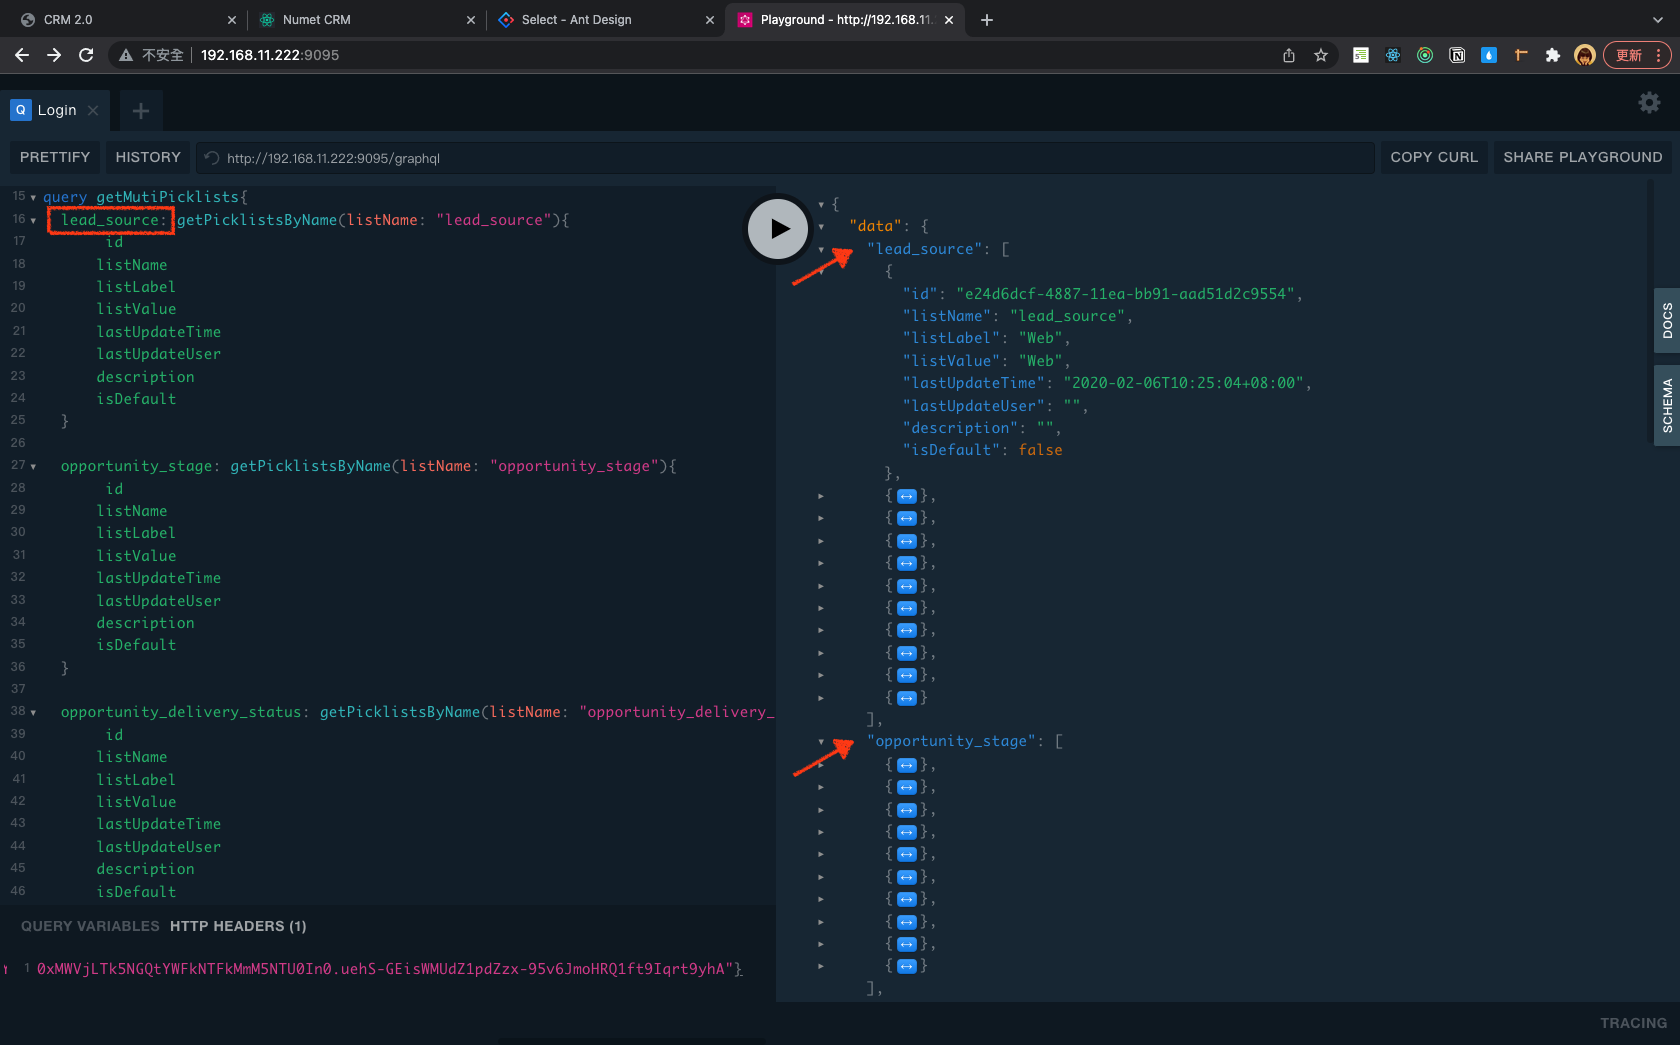 CRM 2.0
Numet CRM
Select - Ant Design
Playground - http://192.168.11.
不安全
192.168.11.222:9095
更新
Q Login
PRETTIFY
HISTORY
http://192.168.11.222:9095/graphql
COPY CURL
SHARE PLAYGROUND
15 query getMutiPicklists{
16 lead_source: getPicklistsByName(listName: "lead_source"){
17 id
18 listName
19 listLabel
20 listValue
21 lastUpdateTime
22 lastUpdateUser
23 description
24 isDefault
25 }
26
27 opportunity_stage: getPicklistsByName(listName: "opportunity_stage"){
28 id
29 listName
30 listLabel
31 listValue
32 lastUpdateTime
33 lastUpdateUser
34 description
35 isDefault
36 }
37
38 opportunity_delivery_status: getPicklistsByName(listName: "opportunity_delivery_
39 id
40 listName
41 listLabel
42 listValue
43 lastUpdateTime
44 lastUpdateUser
45 description
46 isDefault
QUERY VARIABLES
HTTP HEADERS (1)
1 0xMWVjLTk5NGQtYWFkNTFkMmM5NTU0In0.uehS-GEisWMUdZ1pdZzx-95v6JmoHRQ1ft9Iqrt9yhA"}
{
"data": {
"lead_source": [
{
"id": "e24d6dcf-4887-11ea-bb91-aad51d2c9554",
"listName": "lead_source",
"listLabel": "Web",
"listValue": "Web",
"lastUpdateTime": "2020-02-06T10:25:04+08:00",
"lastUpdateUser": "",
"description": "",
"isDefault": false
},
{↔},
{↔},
{↔},
{↔},
{↔},
{↔},
{↔},
{↔},
{↔},
{↔}
],
"opportunity_stage": [
{↔},
{↔},
{↔},
{↔},
{↔},
{↔},
{↔},
{↔},
{↔},
{↔}
],
DOCS
SCHEMA
TRACING